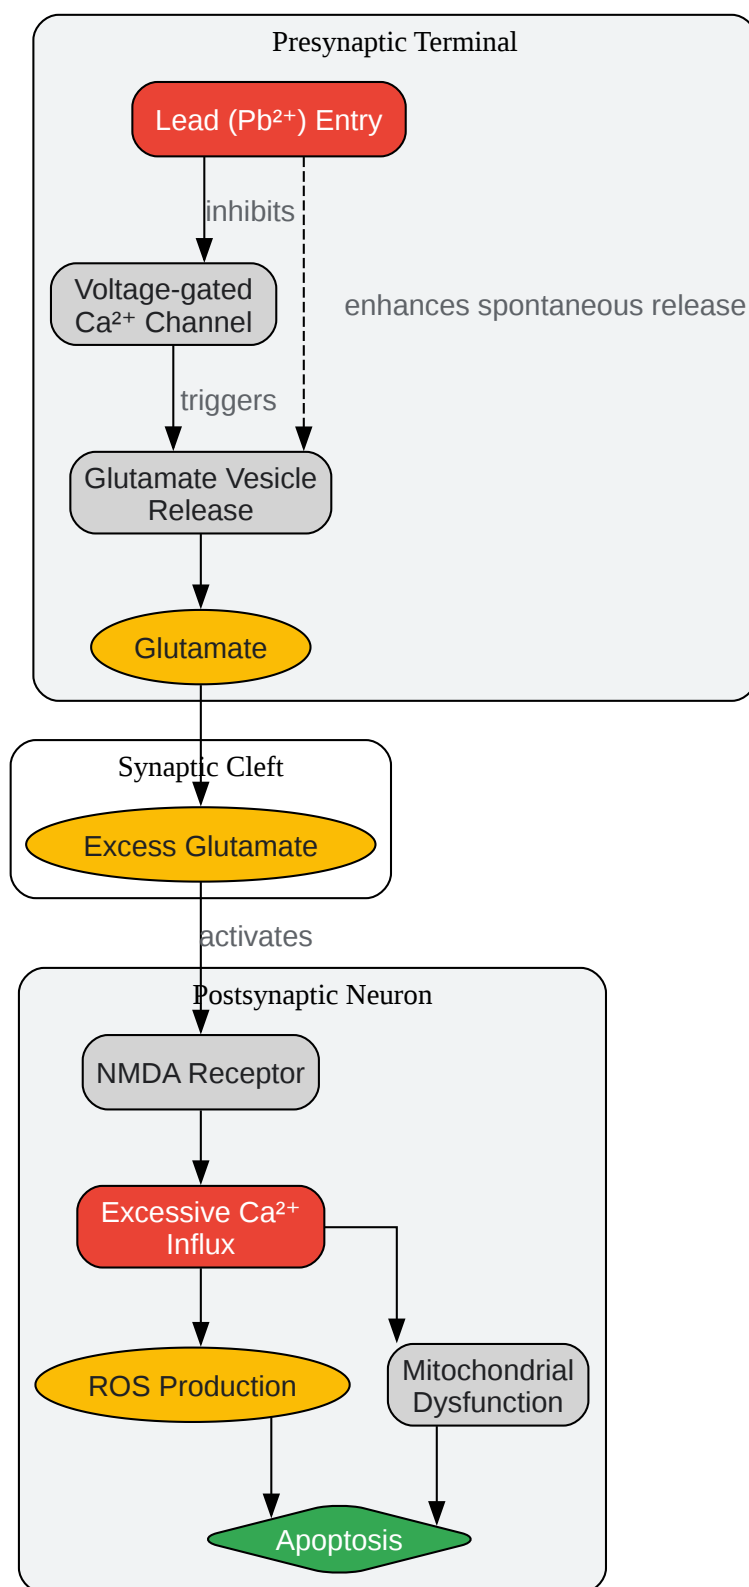 Presynaptic Terminal
Lead (Pb²⁺) Entry
inhibits
Voltage-gated
Ca²⁺ Channel
enhances spontaneous release
triggers
Glutamate Vesicle
Release
Glutamate
Synaptic Cleft
Excess Glutamate
activates
Postsynaptic Neuron
NMDA Receptor
Excessive Ca²⁺
Influx
ROS Production
Mitochondrial
Dysfunction
Apoptosis